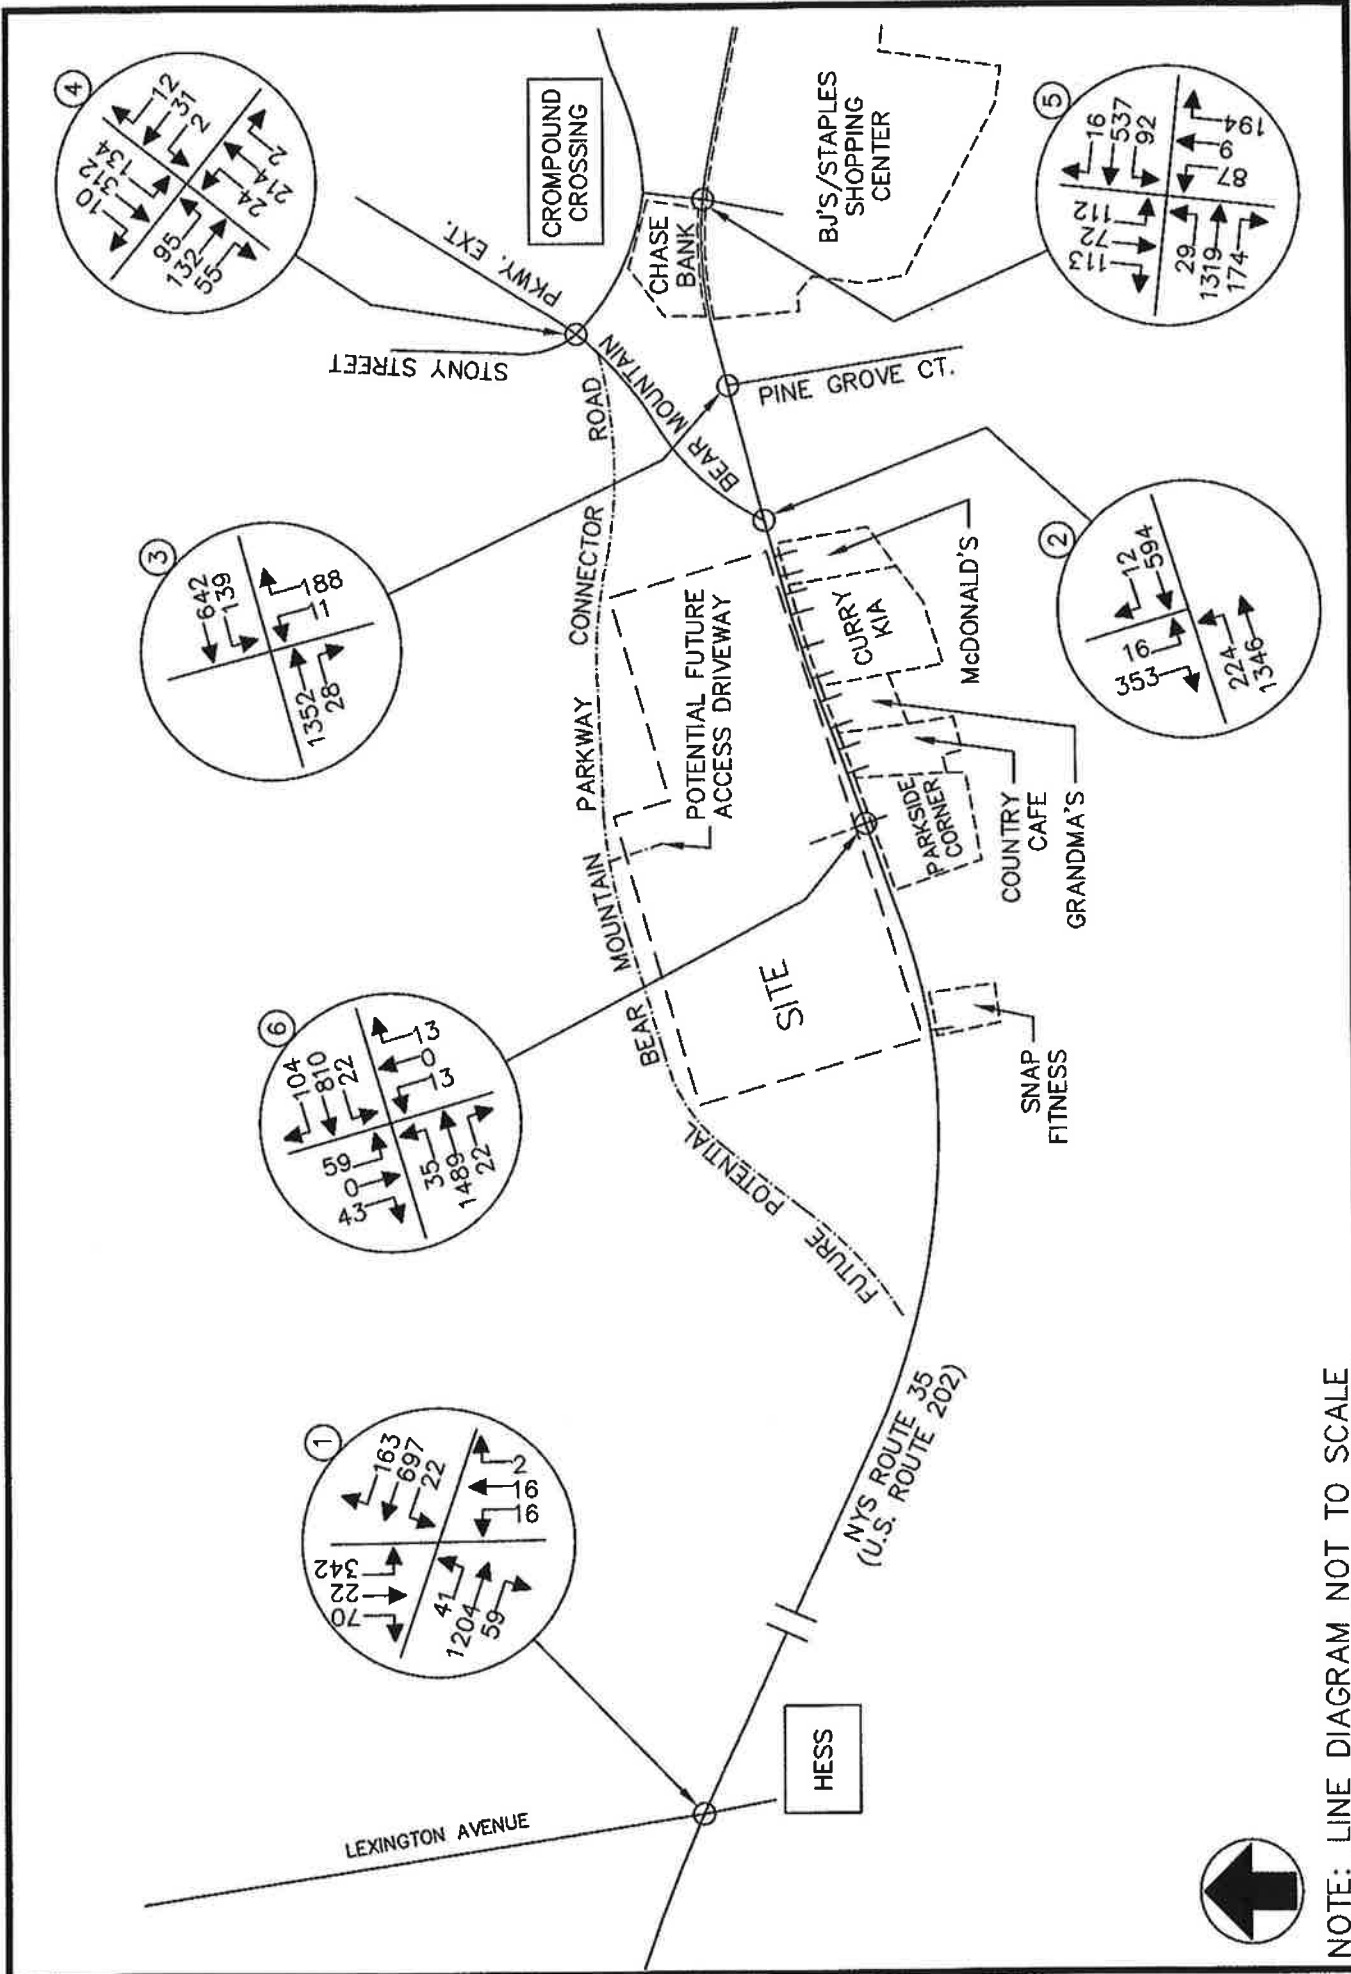 1
70
22
342
163
697
22
41
1204
59
16
91
2
6
43
0
59
104
810
22
35
1489
22
13
0
13
3
642
139
1352
28
11
188
4
10
312
134
12
31
2
95
132
55
24
214
2
LEXINGTON AVENUE
HESS
NYS ROUTE 35
(U.S. ROUTE 202)
FUTURE POTENTIAL BEAR MOUNTAIN PARKWAY CONNECTOR ROAD
STONY STREET
BEAR MOUNTAIN PKWY. EXT.
CROMPOUND
CROSSING
CHASE
BANK
SITE
POTENTIAL FUTURE
ACCESS DRIVEWAY
PINE GROVE CT.
BJ'S/STAPLES
SHOPPING
CENTER
SNAP
FITNESS
PARKSIDE
CORNER
COUNTRY
CAFE
GRANDMA'S
CURRY
KIA
McDONALD'S
2
353
16
12
594
224
1346
5
113
72
112
16
537
92
29
1319
174
87
9
194
NOTE: LINE DIAGRAM NOT TO SCALE